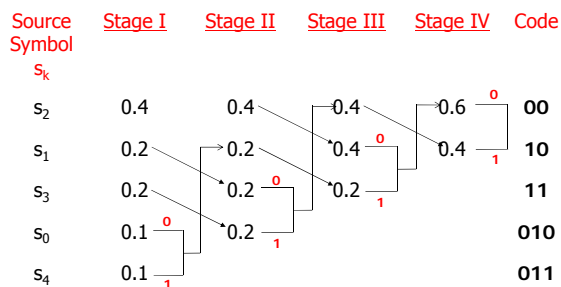 Source Symbol Stage I Stage II Stage III Stage IV Code
sk
s2 0.4 0.4 0.4 0.6 0 00
s1 0.2 0.2 0.4 0 0.4 1 10
s3 0.2 0.2 0 0.2 1 11
s0 0.1 0 0.2 1 010
s4 0.1 1 011